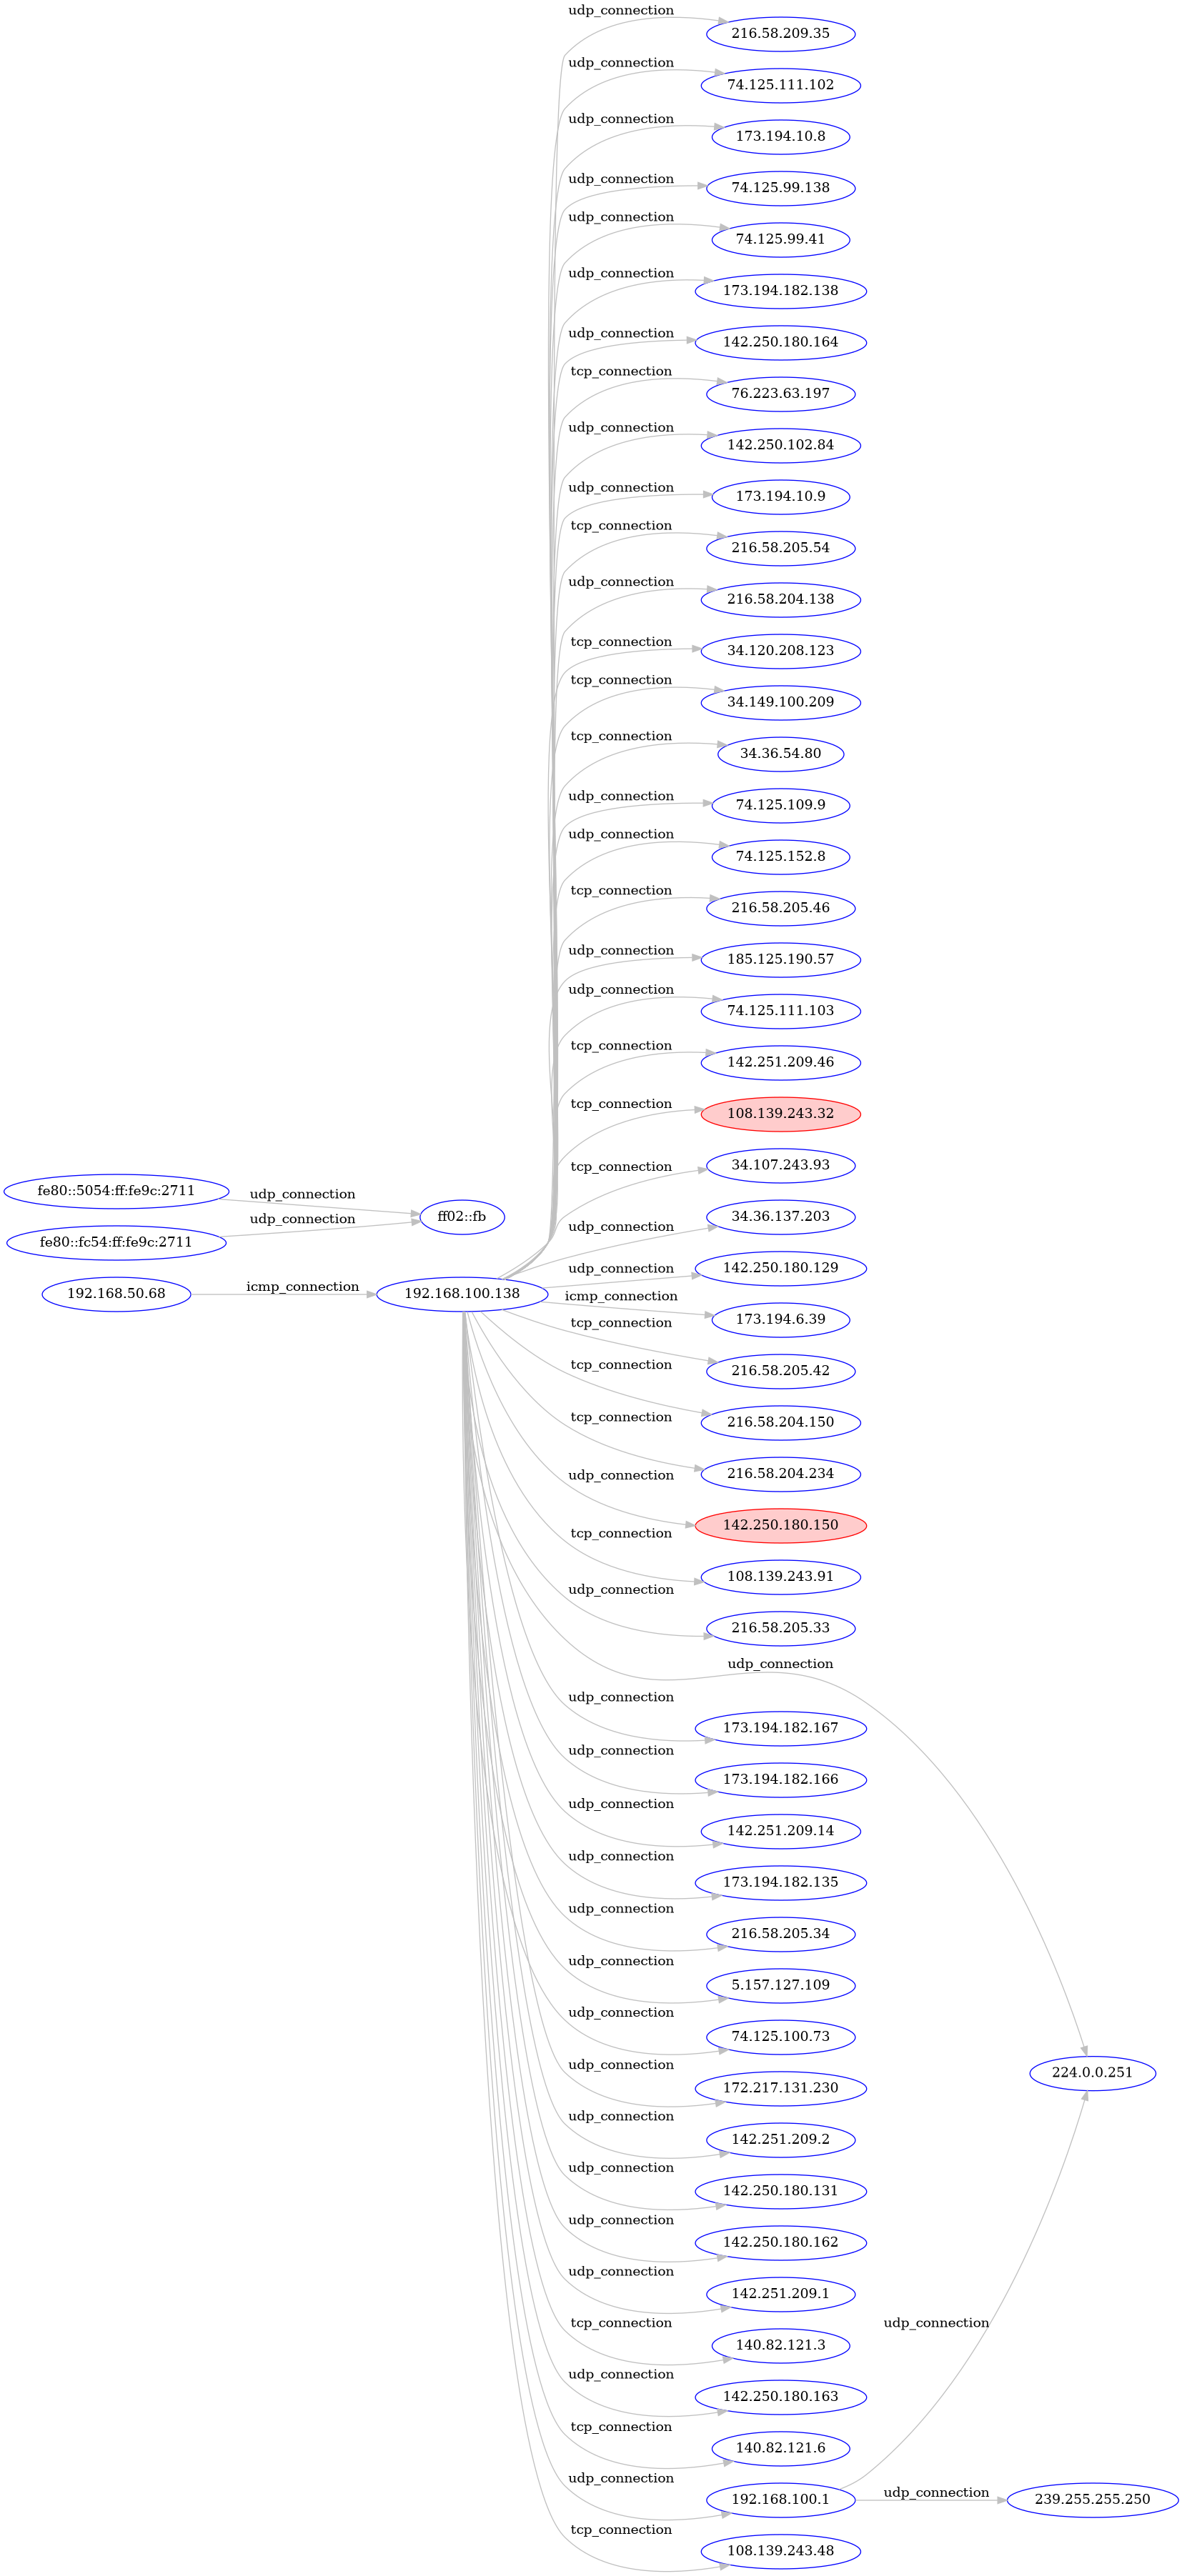 udp_connection
216.58.209.35
udp_connection
74.125.111.102
udp_connection
173.194.10.8
udp_connection
74.125.99.138
udp_connection
74.125.99.41
udp_connection
173.194.182.138
udp_connection
142.250.180.164
tcp_connection
76.223.63.197
udp_connection
142.250.102.84
udp_connection
173.194.10.9
tcp_connection
216.58.205.54
udp_connection
216.58.204.138
tcp_connection
34.120.208.123
tcp_connection
34.149.100.209
tcp_connection
34.36.54.80
udp_connection
74.125.109.9
udp_connection
74.125.152.8
tcp_connection
216.58.205.46
udp_connection
185.125.190.57
udp_connection
74.125.111.103
tcp_connection
142.251.209.46
tcp_connection
108.139.243.32
tcp_connection
34.107.243.93
fe80::5054:ff:fe9c:2711
udp_connection
ff02::fb
udp_connection
34.36.137.203
fe80::fc54:ff:fe9c:2711
udp_connection
udp_connection
142.250.180.129
192.168.50.68
icmp_connection
192.168.100.138
icmp_connection
173.194.6.39
tcp_connection
216.58.205.42
tcp_connection
216.58.204.150
tcp_connection
216.58.204.234
udp_connection
142.250.180.150
tcp_connection
108.139.243.91
udp_connection
216.58.205.33
udp_connection
udp_connection
173.194.182.167
udp_connection
173.194.182.166
udp_connection
142.251.209.14
udp_connection
173.194.182.135
udp_connection
216.58.205.34
udp_connection
5.157.127.109
udp_connection
74.125.100.73
224.0.0.251
udp_connection
172.217.131.230
udp_connection
142.251.209.2
udp_connection
142.250.180.131
udp_connection
142.250.180.162
udp_connection
142.251.209.1
udp_connection
tcp_connection
140.82.121.3
udp_connection
142.250.180.163
tcp_connection
140.82.121.6
udp_connection
192.168.100.1
udp_connection
239.255.255.250
tcp_connection
108.139.243.48